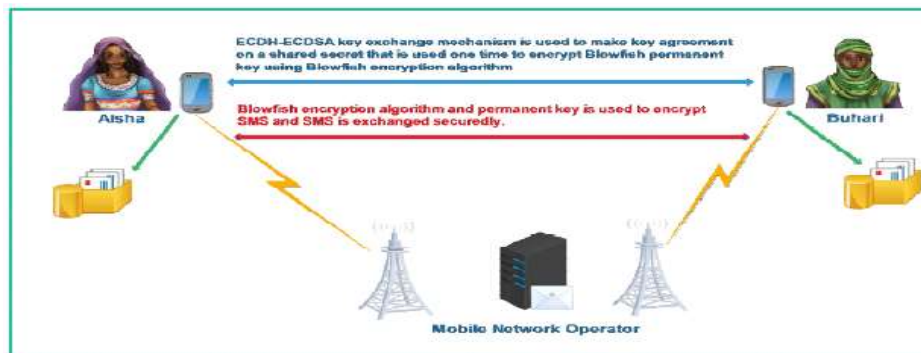 ECDH-ECDSA key exchange mechanism is used to make key agreement
on a shared secret that is used one time to encrypt Blowfish permanent
key using Blowfish encryption algorithm
Blowfish encryption algorithm and permanent key is used to encrypt
SMS and SMS is exchanged securedly.
Aisha
Buhari
Mobile Network Operator